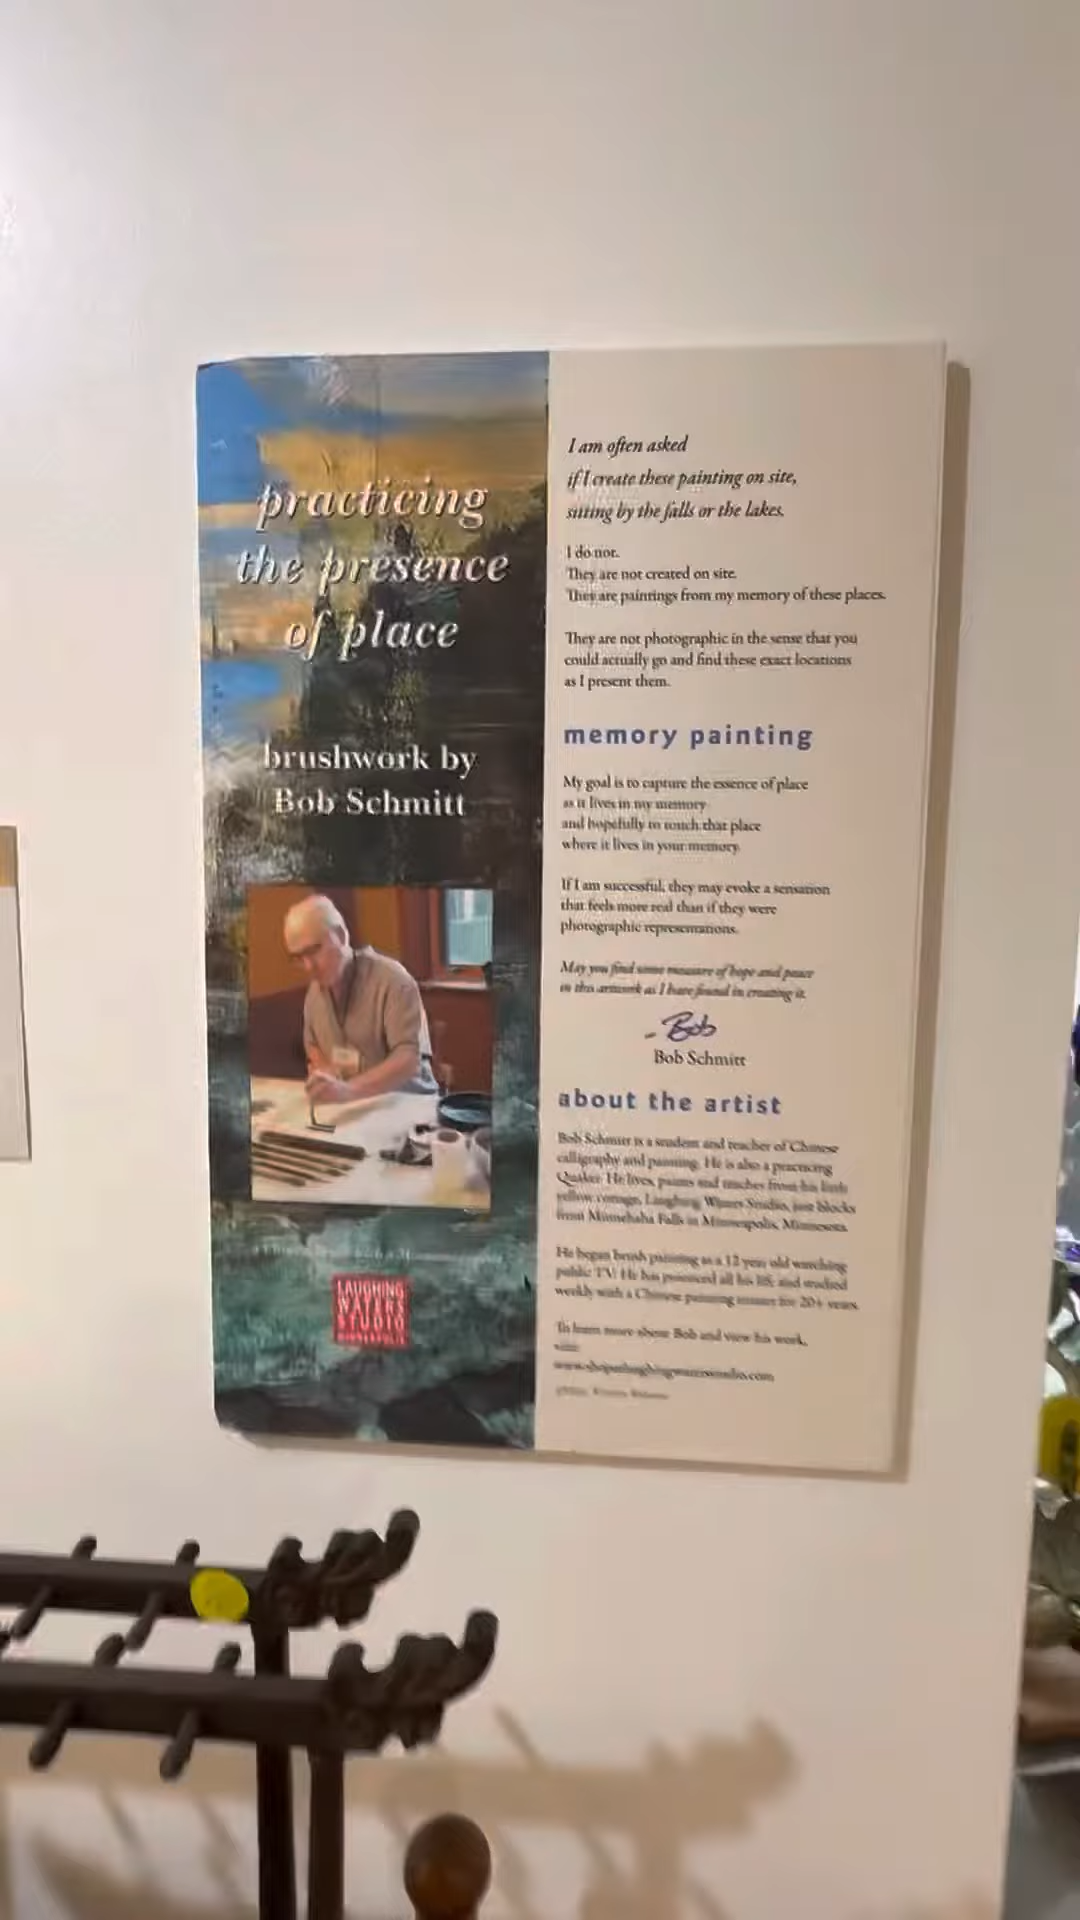 practicing
the presence
of place
brushwork by
Bob Schmitt
LAUGHING
WATERS
STUDIO
MINNEAPOLIS
I am often asked
if I create these painting on site,
sitting by the falls or the lakes.
I do not.
They are not created on site.
They are paintings from my memory of these places.
They are not photographic in the sense that you
could actually go and find these exact locations
as I present them.
memory painting
My goal is to capture the essence of place
as it lives in my memory
and hopefully to touch that place
where it lives in your memory.
If I am successful, they may evoke a sensation
that feels more real than if they were
photographic representations.
May you find some measure of hope and peace
in this artwork as I have found in creating it.
- Bob
Bob Schmitt
about the artist
Bob Schmitt is a student and teacher of Chinese
calligraphy and painting. He is also a practicing
Quaker. He lives, paints and teaches from his little
yellow cottage, Laughing Waters Studio, just blocks
from Minnehaha Falls in Minneapolis, Minnesota.
He began brush painting as a 12 year old watching
public TV. He has practiced all his life and studied
weekly with a Chinese painting master for 20+ years.
To learn more about Bob and view his work,
visit: